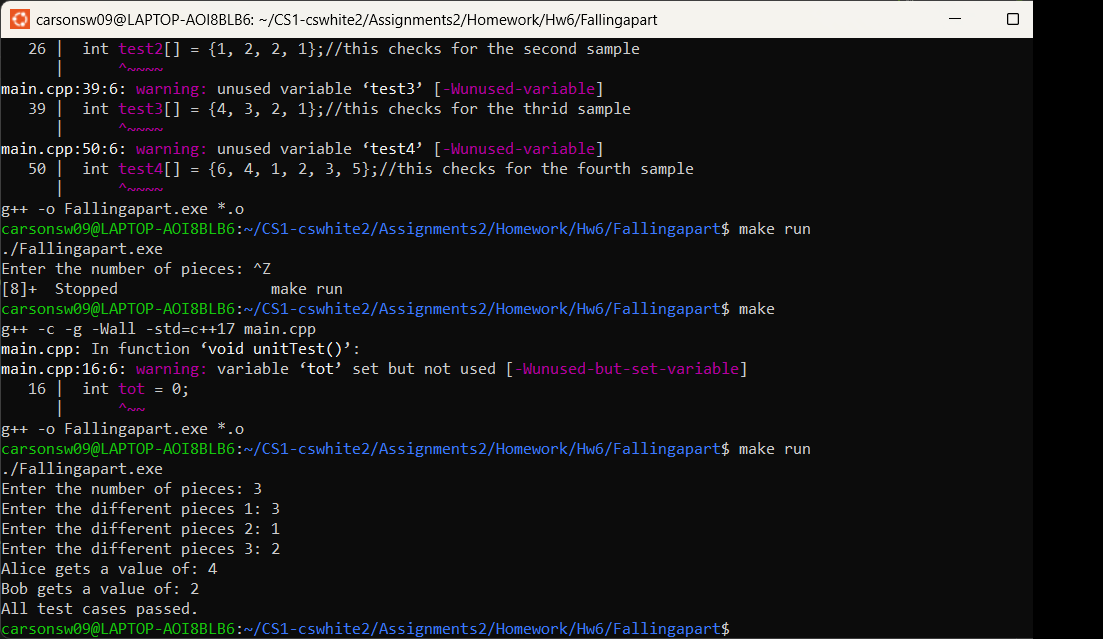 carsonsw09@LAPTOP-AOI8BLB6: ~/CS1-cswhite2/Assignments2/Homework/Hw6/Fallingapart
   26 |  int test2[] = {1, 2, 2, 1};//this checks for the second sample
      |      ^~~~~
main.cpp:39:6: warning: unused variable ‘test3’ [-Wunused-variable]
   39 |  int test3[] = {4, 3, 2, 1};//this checks for the thrid sample
      |      ^~~~~
main.cpp:50:6: warning: unused variable ‘test4’ [-Wunused-variable]
   50 |  int test4[] = {6, 4, 1, 2, 3, 5};//this checks for the fourth sample
      |      ^~~~~
g++ -o Fallingapart.exe *.o
carsonsw09@LAPTOP-AOI8BLB6:~/CS1-cswhite2/Assignments2/Homework/Hw6/Fallingapart$ make run
./Fallingapart.exe
Enter the number of pieces: ^Z
[8]+  Stopped                 make run
carsonsw09@LAPTOP-AOI8BLB6:~/CS1-cswhite2/Assignments2/Homework/Hw6/Fallingapart$ make
g++ -c -g -Wall -std=c++17 main.cpp
main.cpp: In function ‘void unitTest()’:
main.cpp:16:6: warning: variable ‘tot’ set but not used [-Wunused-but-set-variable]
   16 |  int tot = 0;
      |      ^~~
g++ -o Fallingapart.exe *.o
carsonsw09@LAPTOP-AOI8BLB6:~/CS1-cswhite2/Assignments2/Homework/Hw6/Fallingapart$ make run
./Fallingapart.exe
Enter the number of pieces: 3
Enter the different pieces 1: 3
Enter the different pieces 2: 1
Enter the different pieces 3: 2
Alice gets a value of: 4
Bob gets a value of: 2
All test cases passed.
carsonsw09@LAPTOP-AOI8BLB6:~/CS1-cswhite2/Assignments2/Homework/Hw6/Fallingapart$